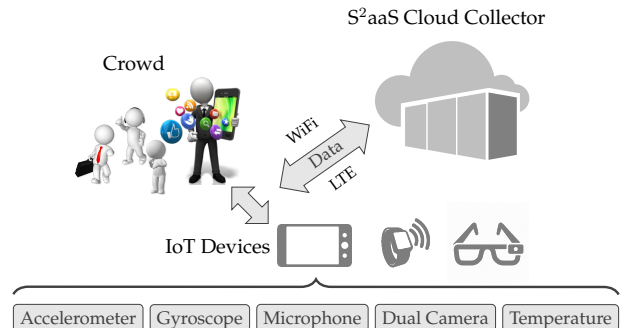 S²aaS Cloud Collector
Crowd
WiFi
Data
LTE
IoT Devices
Accelerometer
Gyroscope
Microphone
Dual Camera
Temperature